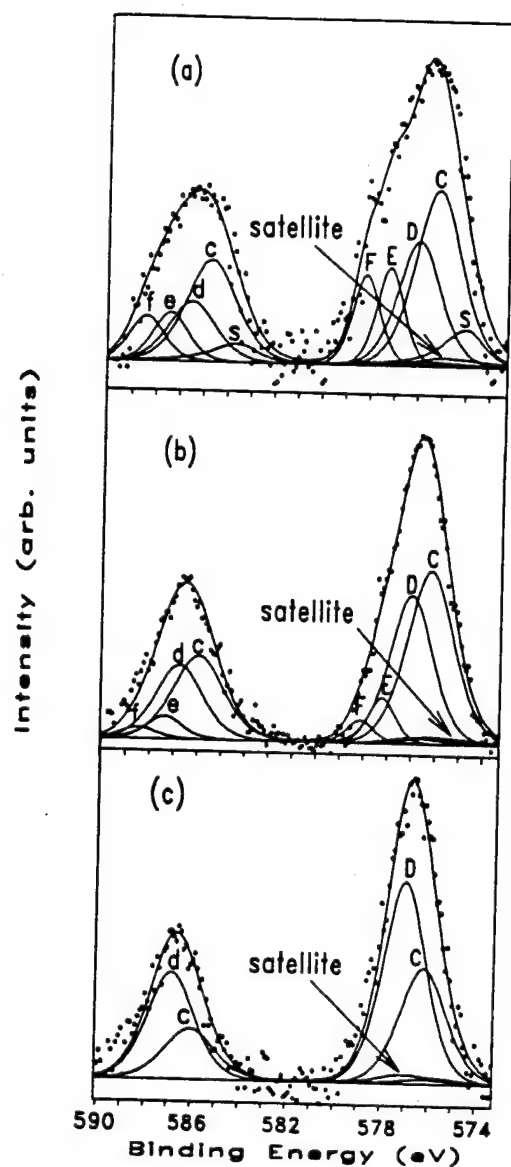 (a)
C
D
E
F
satellite
S
c
d
e
f
s
(b)
C
D
satellite
E
F
d
c
e
f
(c)
D
C
satellite
d
c
590 586 582 578 574
Binding Energy (eV)
Intensity (arb. units)